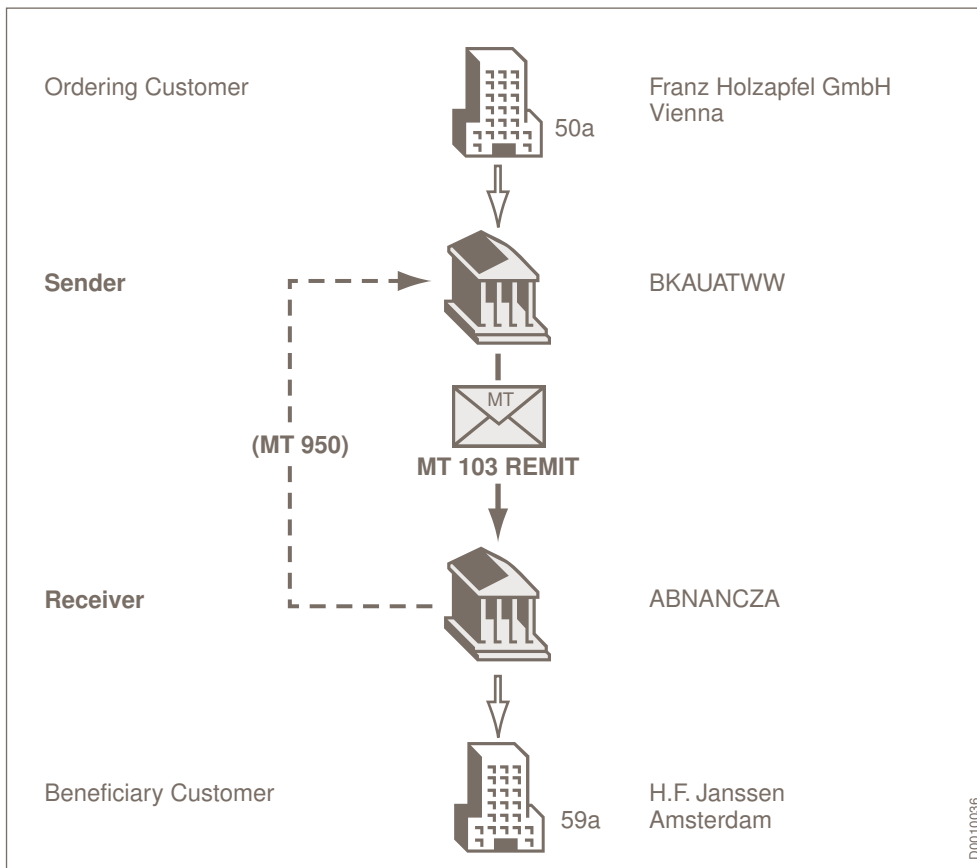 Ordering Customer
50a
Franz Holzapfel GmbH
Vienna
Sender
BKAUATWW
MT
(MT 950)
MT 103 REMIT
Receiver
ABNANCZA
Beneficiary Customer
59a
H.F. Janssen
Amsterdam
D0010036